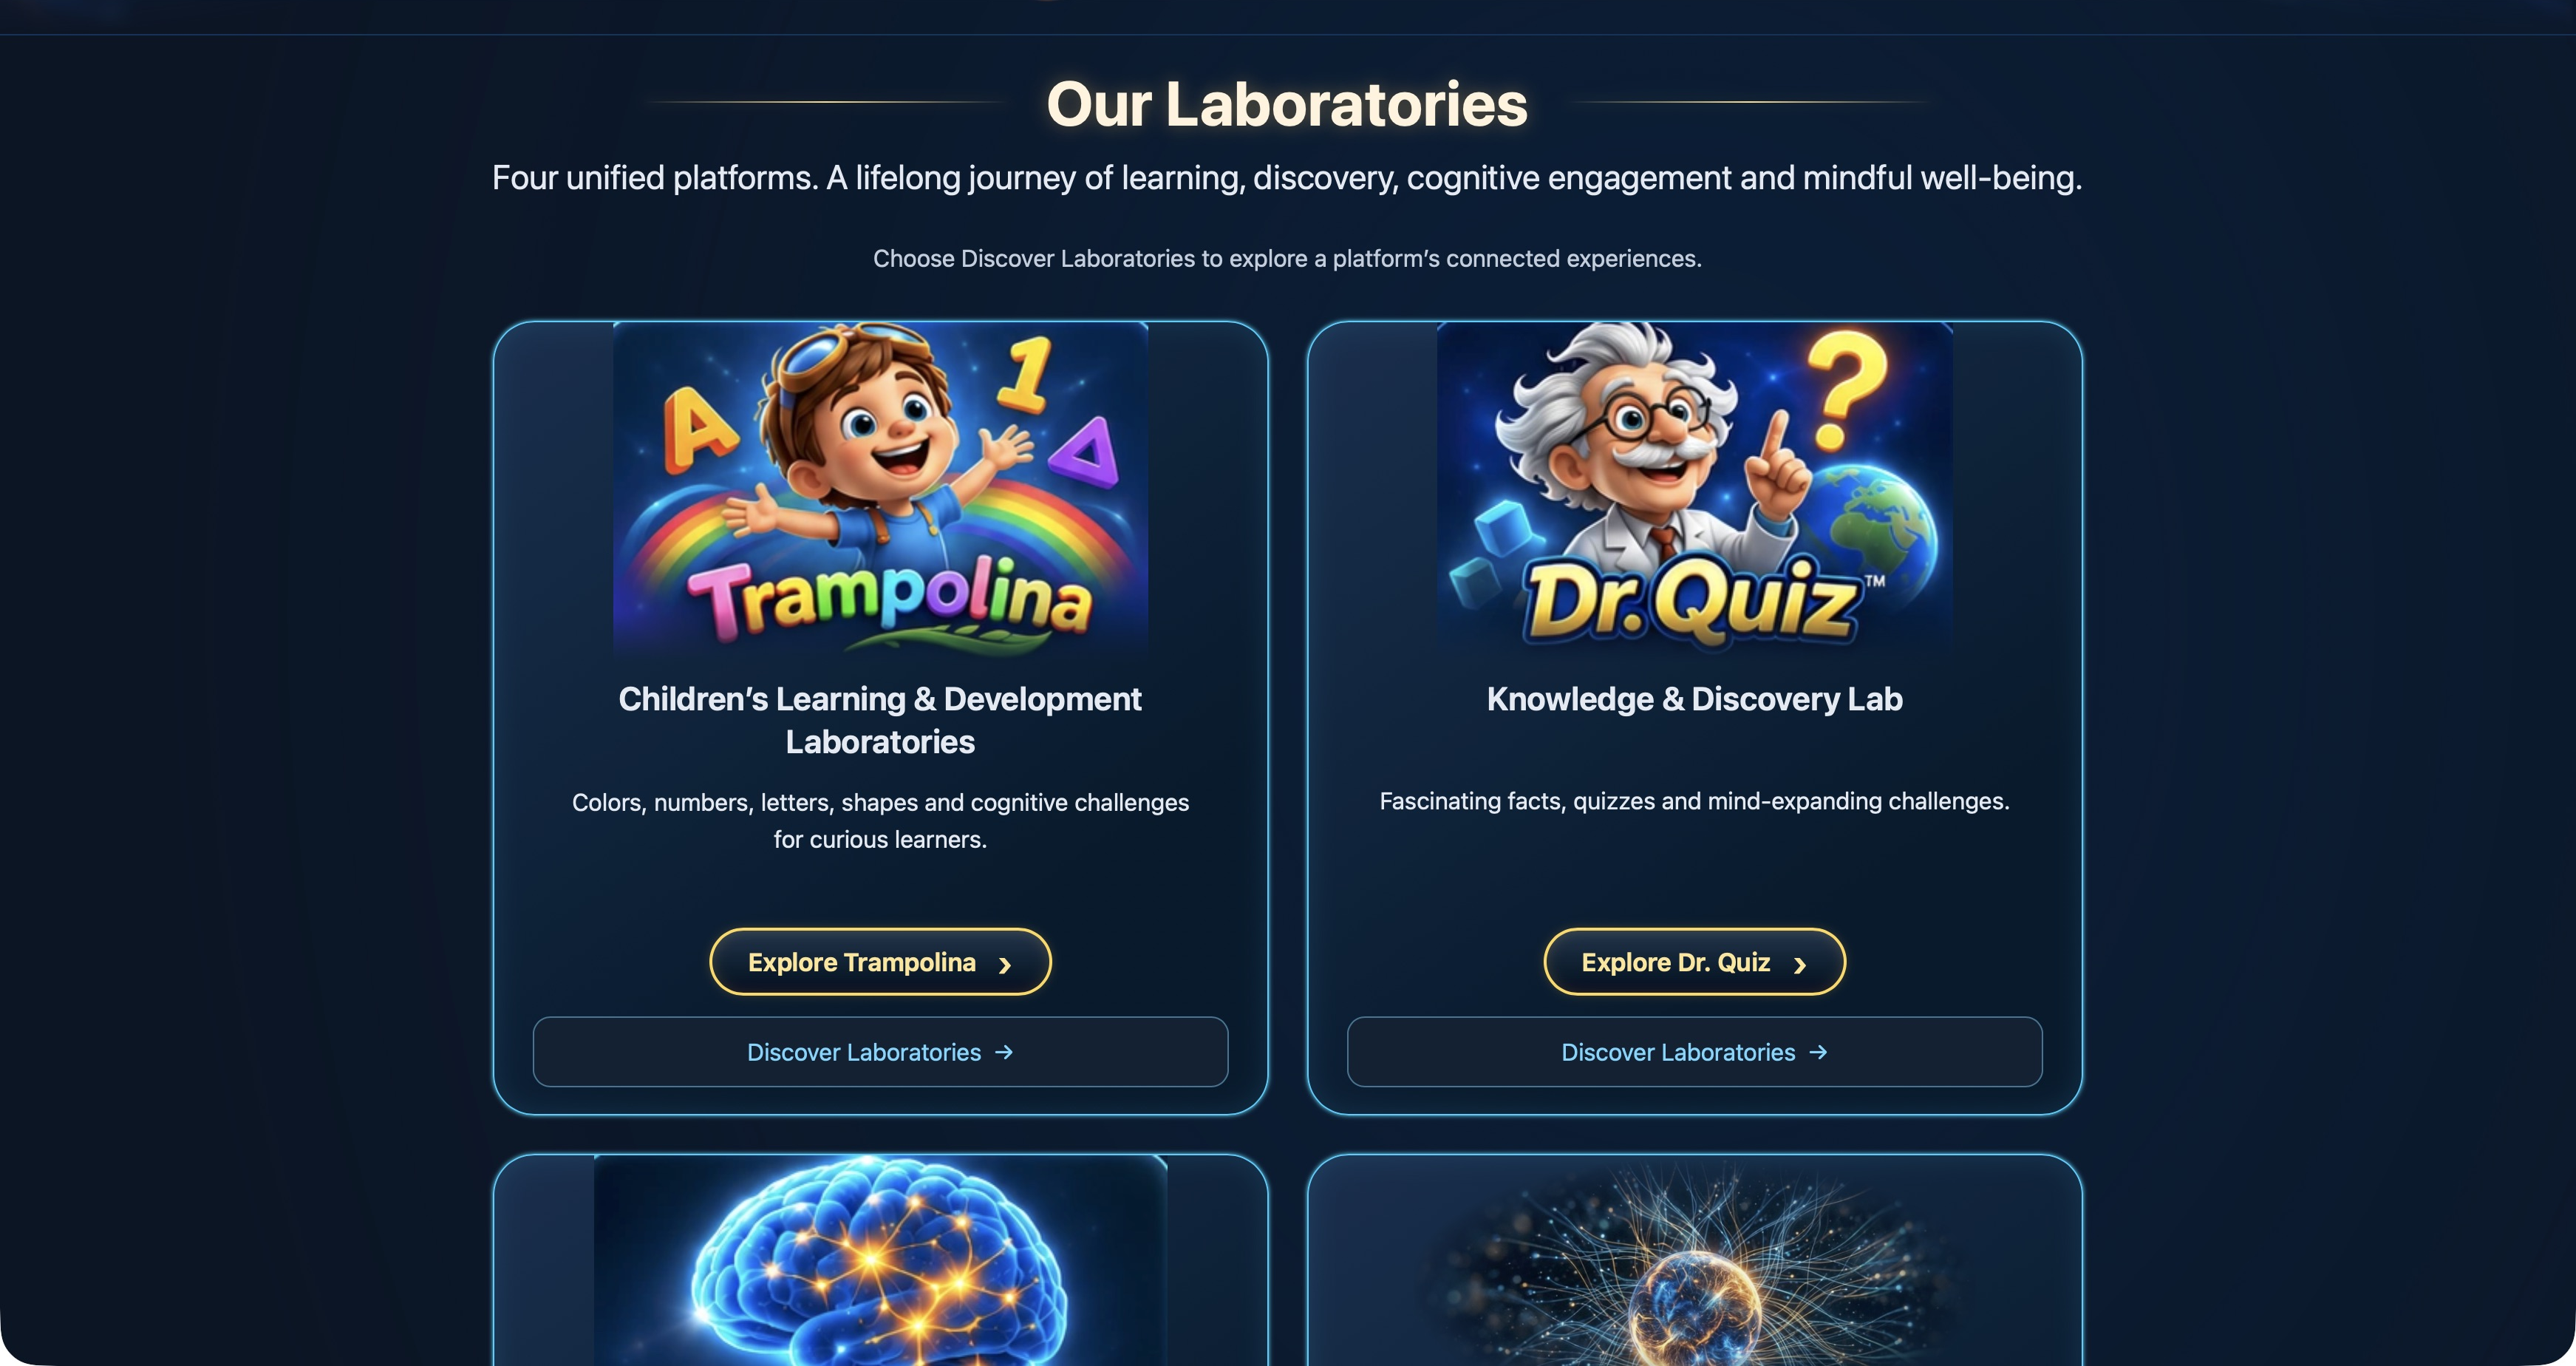 Our Laboratories
Four unified platforms. A lifelong journey of learning, discovery, cognitive engagement and mindful well-being.
Choose Discover Laboratories to explore a platform’s connected experiences.
A
1
Trampolina
Children’s Learning & Development
Laboratories
Colors, numbers, letters, shapes and cognitive challenges
for curious learners.
Explore Trampolina ›
Discover Laboratories →
?
Dr. Quiz™
Knowledge & Discovery Lab
Fascinating facts, quizzes and mind-expanding challenges.
Explore Dr. Quiz ›
Discover Laboratories →